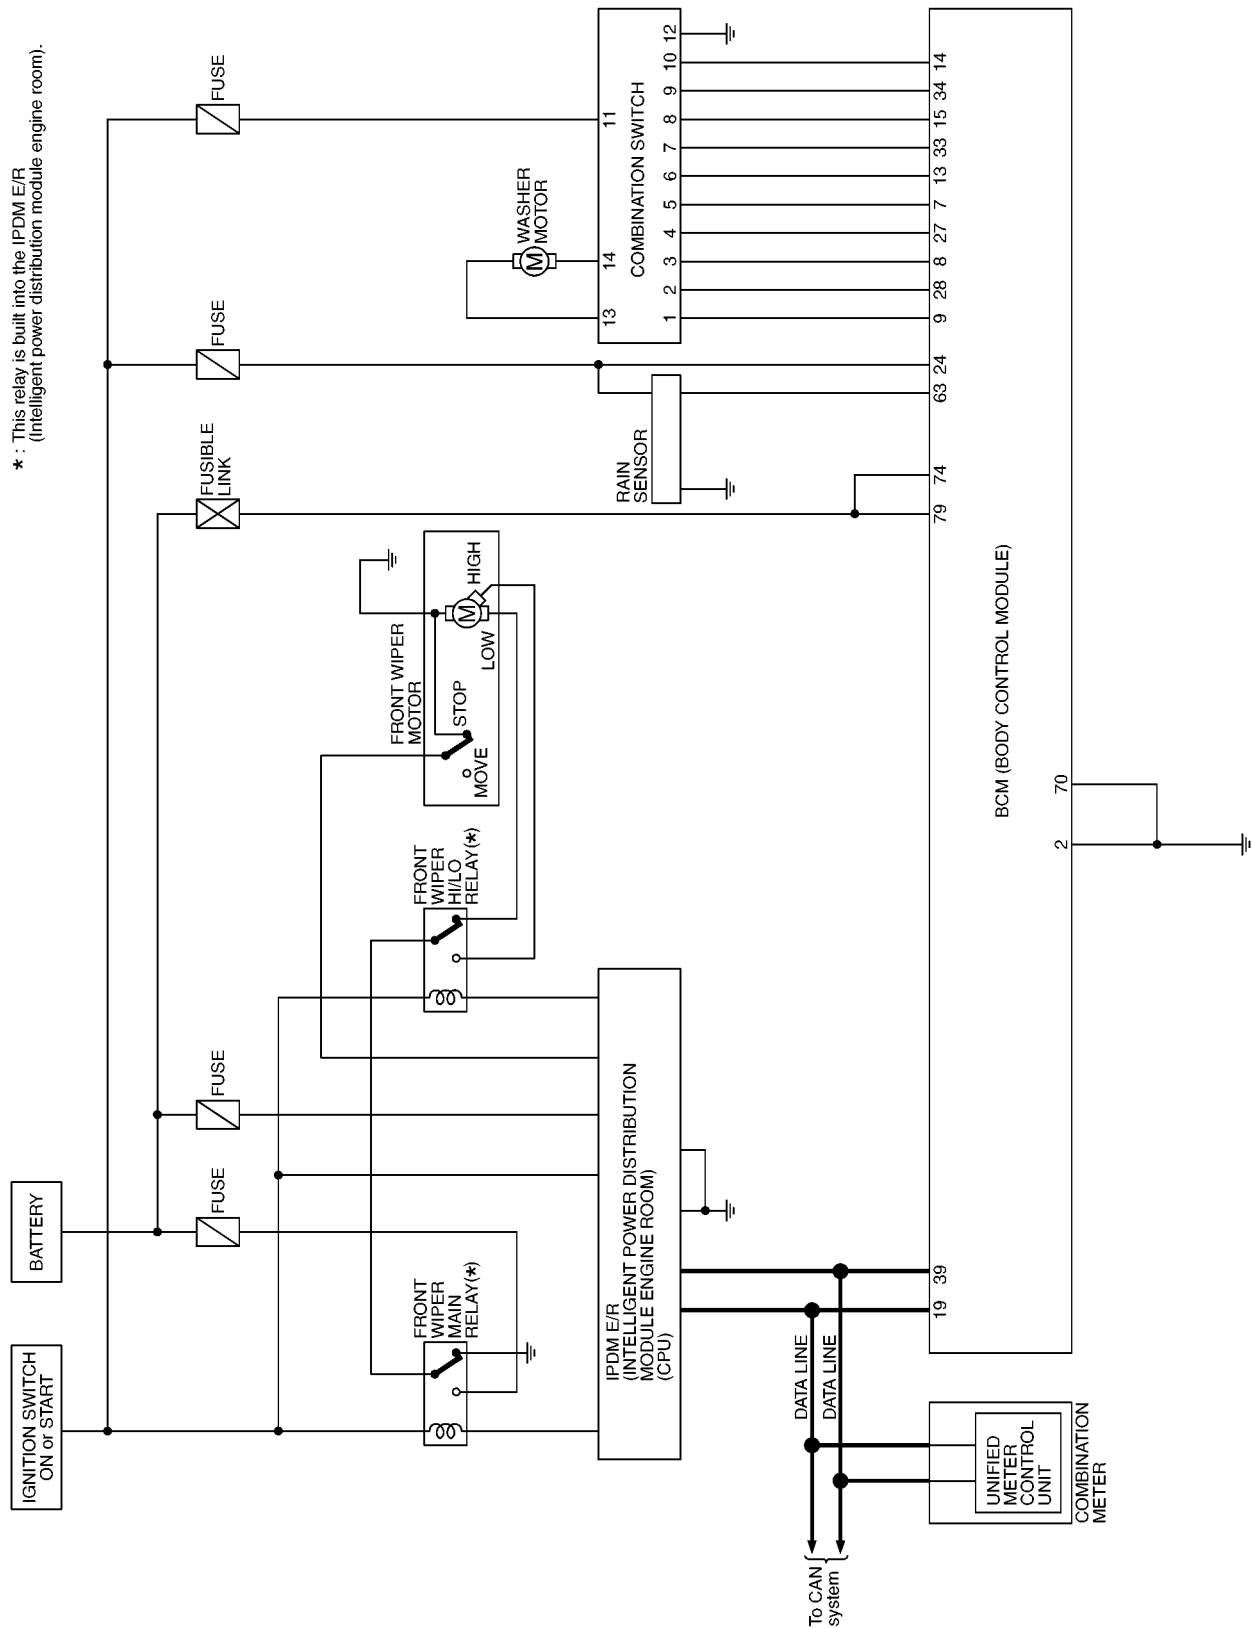 IGNITION SWITCH
ON or START
BATTERY
* : This relay is built into the IPDM E/R
(Intelligent power distribution module engine room).
FUSE
FUSE
FUSIBLE
LINK
FUSE
FUSE
FRONT
WIPER
MAIN
RELAY(*)
FRONT
WIPER
HI/LO
RELAY(*)
FRONT WIPER
MOTOR
MOVE
STOP
LOW
M
HIGH
WASHER
MOTOR
M
IPDM E/R
(INTELLIGENT POWER DISTRIBUTION
MODULE ENGINE ROOM)
(CPU)
RAIN
SENSOR
13
14
11
COMBINATION SWITCH
1
2
3
4
5
6
7
8
9
10
12
DATA LINE
DATA LINE
To CAN
system
19
39
79
74
63
24
9
28
8
27
7
13
33
15
34
14
BCM (BODY CONTROL MODULE)
2
70
UNIFIED
METER
CONTROL
UNIT
COMBINATION
METER